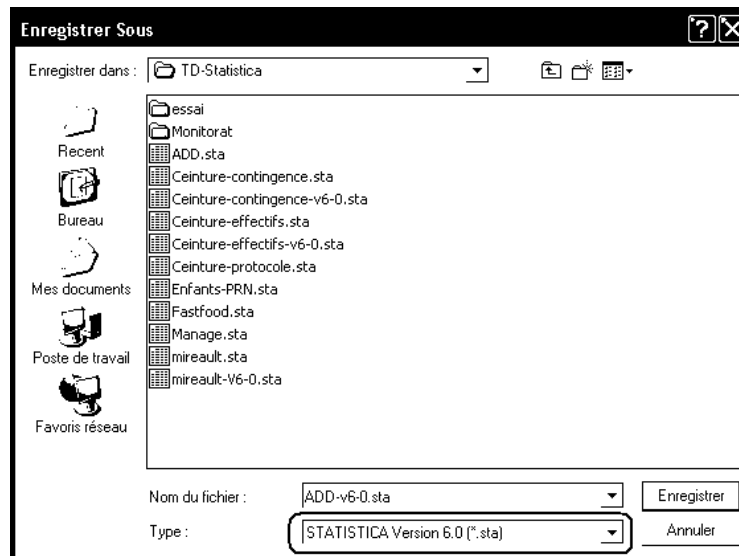 Enregistrer Sous
Enregistrer dans : TD-Statistica
essai
Monitorat
ADD.sta
Ceinture-contingence.sta
Ceinture-contingence-v6-0.sta
Ceinture-effectifs.sta
Ceinture-effectifs-v6-0.sta
Ceinture-protocole.sta
Enfants-PRN.sta
Fastfood.sta
Manage.sta
mireault.sta
mireault-V6-0.sta
Recent
Bureau
Mes documents
Poste de travail
Favoris réseau
Nom du fichier : ADD-v6-0.sta Enregistrer
Type : STATISTICA Version 6.0 (*.sta) Annuler